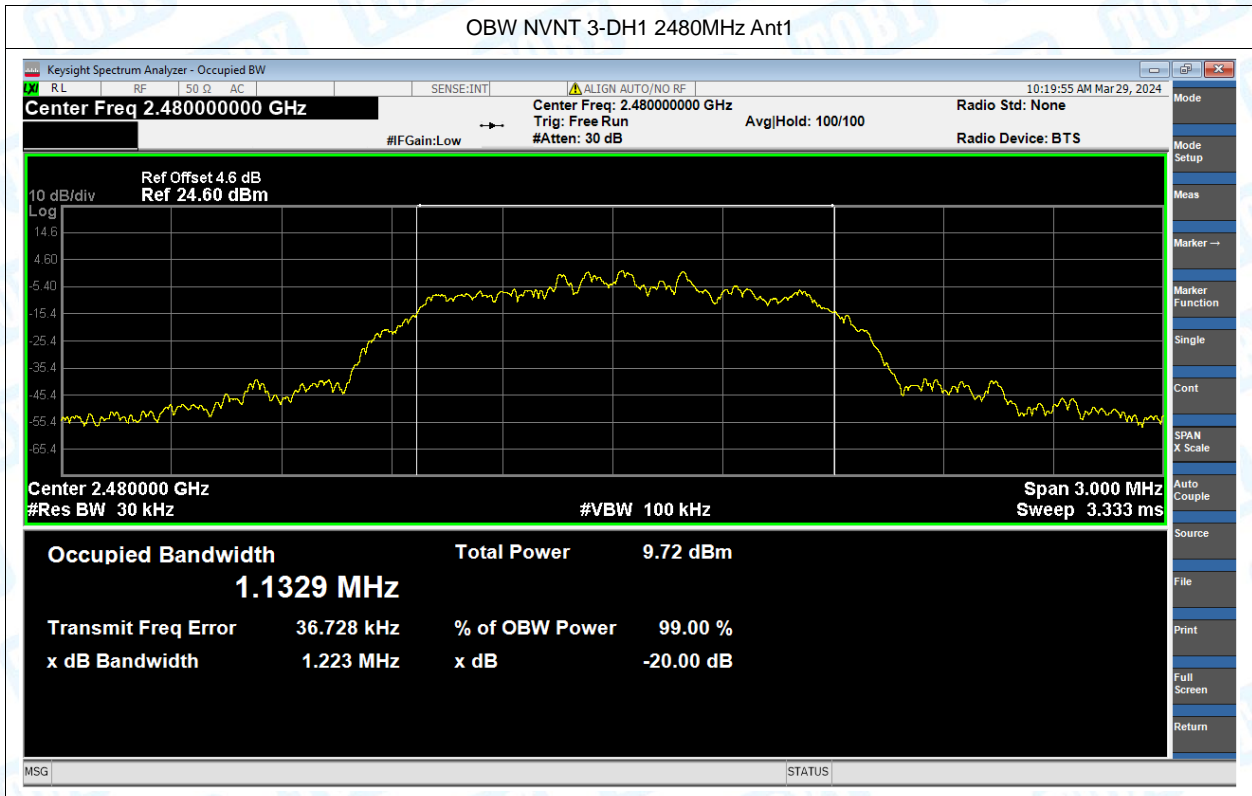 OBW NVNT 3-DH1 2480MHz Ant1
Keysight Spectrum Analyzer - Occupied BW
LXI RL RF 50 Ω AC SENSE:INT ALIGN AUTO/NO RF 10:19:55 AM Mar 29, 2024
Center Freq 2.480000000 GHz
Center Freq: 2.480000000 GHz Radio Std: None
Trig: Free Run Avg|Hold: 100/100
#IFGain:Low #Atten: 30 dB Radio Device: BTS
Ref Offset 4.6 dB
10 dB/div Ref 24.60 dBm
Log
14.6
4.60
-5.40
-15.4
-25.4
-35.4
-45.4
-55.4
-65.4
Center 2.480000 GHz Span 3.000 MHz
#Res BW 30 kHz #VBW 100 kHz Sweep 3.333 ms
Occupied Bandwidth Total Power 9.72 dBm
1.1329 MHz
Transmit Freq Error 36.728 kHz % of OBW Power 99.00 %
x dB Bandwidth 1.223 MHz x dB -20.00 dB
MSG STATUS
Mode
Mode
Setup
Meas
Marker→
Marker
Function
Single
Cont
SPAN
X Scale
Auto
Couple
Source
File
Print
Full
Screen
Return
TOBY